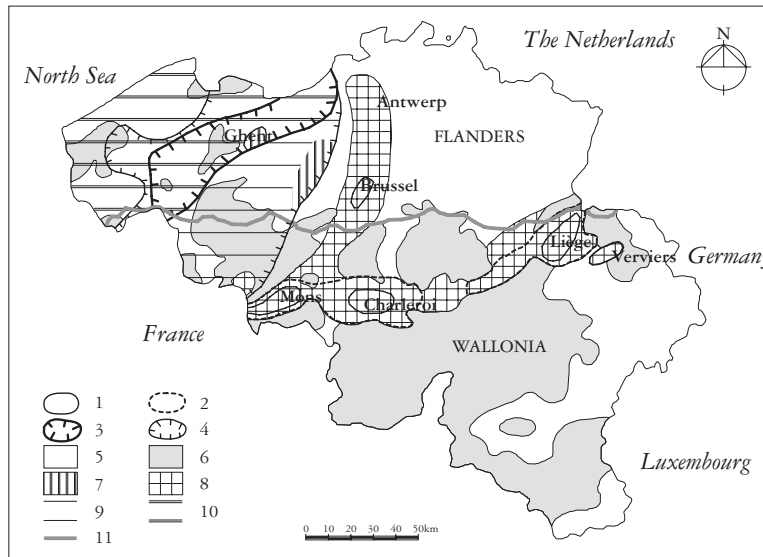 The Netherlands
N
North Sea
Antwerp
Ghent
FLANDERS
Brussel
Liège
Verviers
Germany
Mons
Charleroi
France
WALLONIA
1 2
3 4
5 6
7 8
9 10
11
Luxembourg
0 10 20 30 40 50km